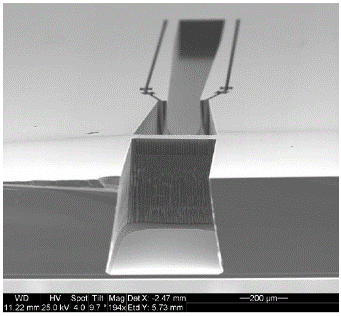 WD HV Spot Tilt Mag Det X: -2.47 mm 200 µm
11.22 mm 25.0 kV 4.0 9.7 ° 194x Etd Y: 5.73 mm